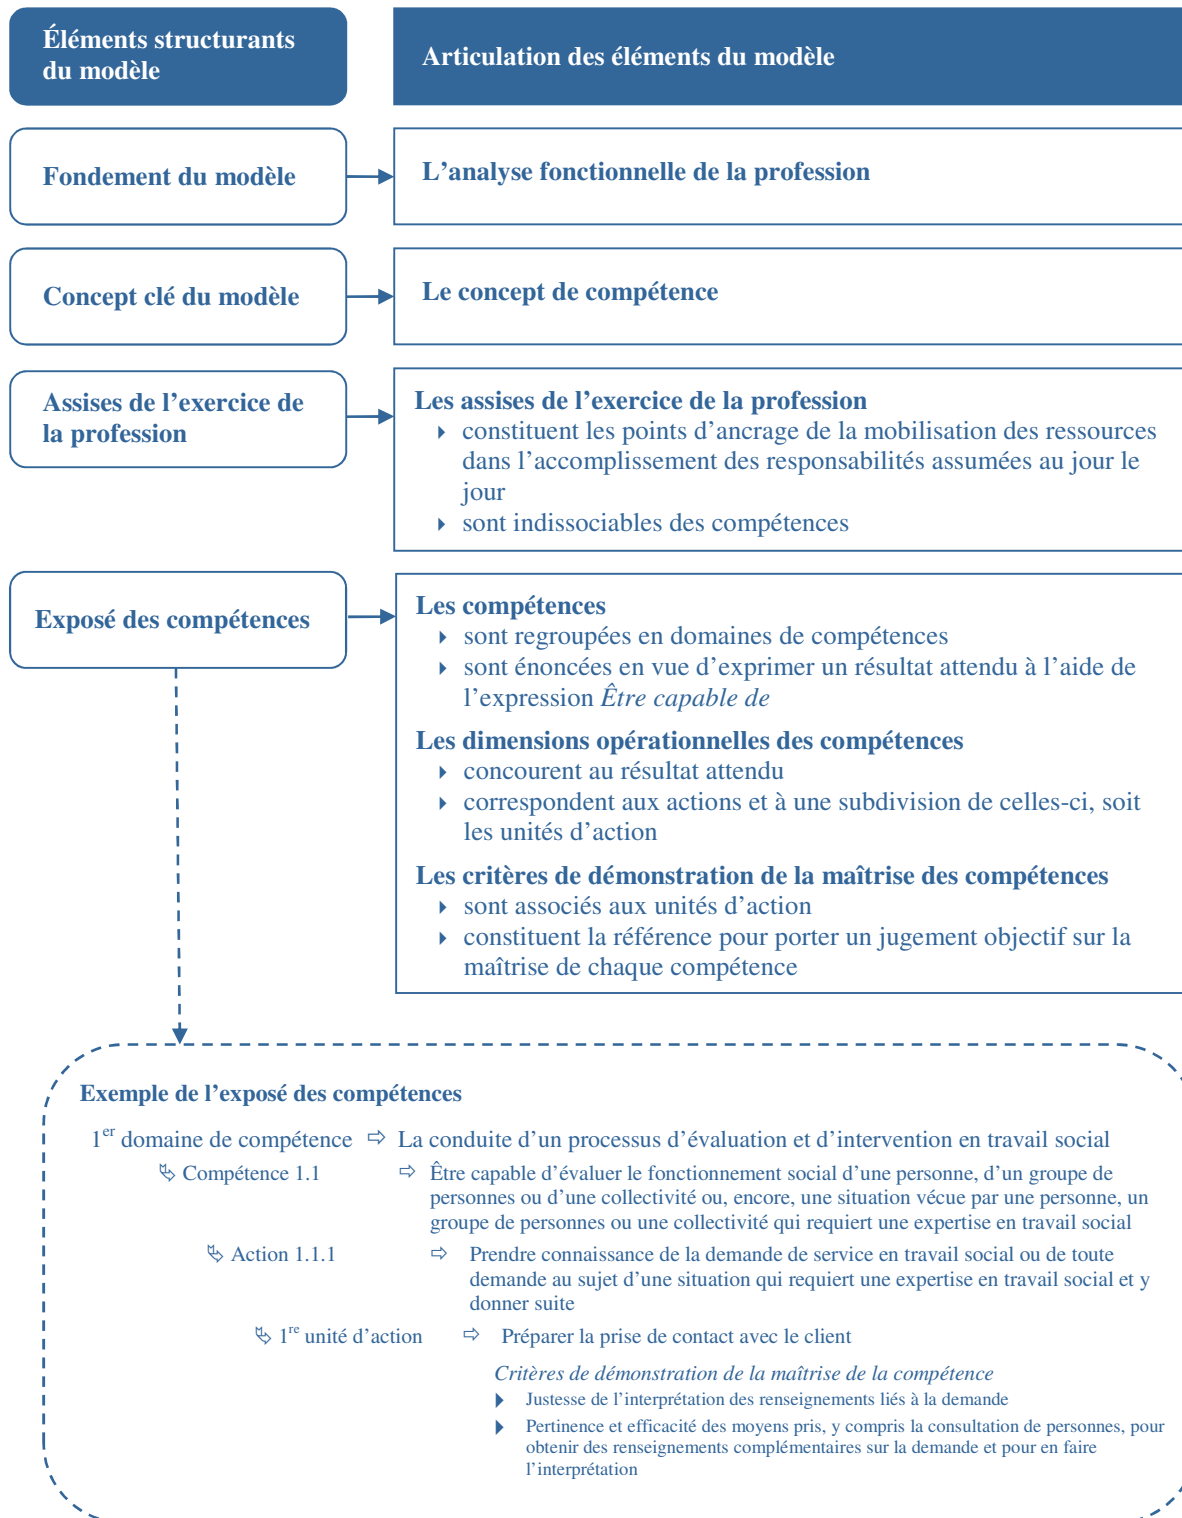 Éléments structurants
du modèle
Articulation des éléments du modèle
Fondement du modèle
L’analyse fonctionnelle de la profession
Concept clé du modèle
Le concept de compétence
Assises de l’exercice de
la profession
Les assises de l’exercice de la profession
constituent les points d’ancrage de la mobilisation des ressources
dans l’accomplissement des responsabilités assumées au jour le
jour
sont indissociables des compétences
Exposé des compétences
Les compétences
sont regroupées en domaines de compétences
sont énoncées en vue d’exprimer un résultat attendu à l’aide de
l’expression Être capable de
Les dimensions opérationnelles des compétences
concourent au résultat attendu
correspondent aux actions et à une subdivision de celles-ci, soit
les unités d’action
Les critères de démonstration de la maîtrise des compétences
sont associés aux unités d’action
constituent la référence pour porter un jugement objectif sur la
maîtrise de chaque compétence
Exemple de l’exposé des compétences
1er domaine de compétence ⇨ La conduite d’un processus d’évaluation et d’intervention en travail social
Compétence 1.1 ⇨ Être capable d’évaluer le fonctionnement social d’une personne, d’un groupe de
personnes ou d’une collectivité ou, encore, une situation vécue par une personne, un
groupe de personnes ou une collectivité qui requiert une expertise en travail social
Action 1.1.1 ⇨ Prendre connaissance de la demande de service en travail social ou de toute
demande au sujet d’une situation qui requiert une expertise en travail social et y
donner suite
1re unité d’action ⇨ Préparer la prise de contact avec le client
Critères de démonstration de la maîtrise de la compétence
Justesse de l’interprétation des renseignements liés à la demande
Pertinence et efficacité des moyens pris, y compris la consultation de personnes, pour
obtenir des renseignements complémentaires sur la demande et pour en faire
l’interprétation